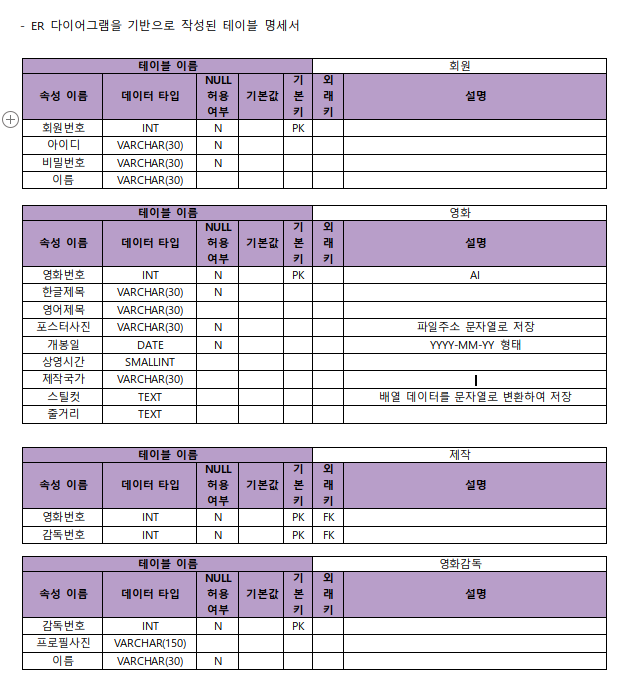 - ER 다이어그램을 기반으로 작성된 테이블 명세서
테이블 이름 회원
속성 이름 데이터 타입 NULL 허용 여부 기본값 기본키 외래키 설명
회원번호 INT N PK
아이디 VARCHAR(30) N
비밀번호 VARCHAR(30) N
이름 VARCHAR(30)
테이블 이름 영화
속성 이름 데이터 타입 NULL 허용 여부 기본값 기본키 외래키 설명
영화번호 INT N PK AI
한글제목 VARCHAR(30) N
영어제목 VARCHAR(30)
포스터사진 VARCHAR(30) N 파일주소 문자열로 저장
개봉일 DATE N YYYY-MM-YY 형태
상영시간 SMALLINT
제작국가 VARCHAR(30)
스틸컷 TEXT 배열 데이터를 문자열로 변환하여 저장
줄거리 TEXT
테이블 이름 제작
속성 이름 데이터 타입 NULL 허용 여부 기본값 기본키 외래키 설명
영화번호 INT N PK FK
감독번호 INT N PK FK
테이블 이름 영화감독
속성 이름 데이터 타입 NULL 허용 여부 기본값 기본키 외래키 설명
감독번호 INT N PK
프로필사진 VARCHAR(150)
이름 VARCHAR(30) N